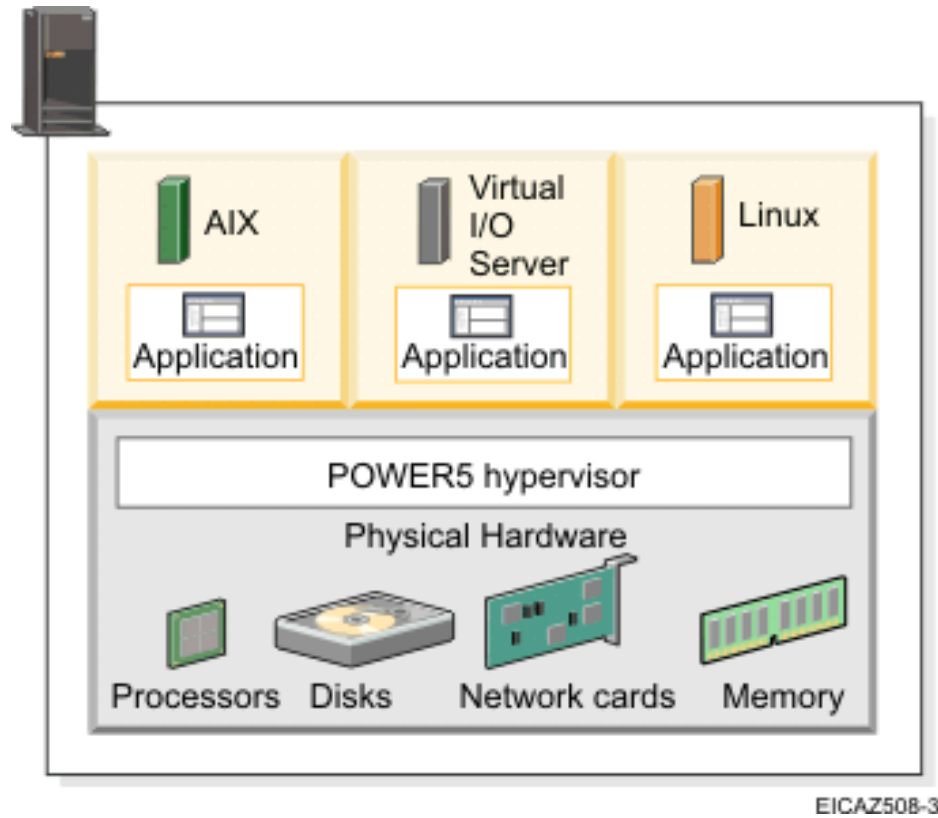 AIX
Virtual
I/O
Server
Linux
Application
Application
Application
POWER5 hypervisor
Physical Hardware
Processors
Disks
Network cards
Memory
EICAZ508-3